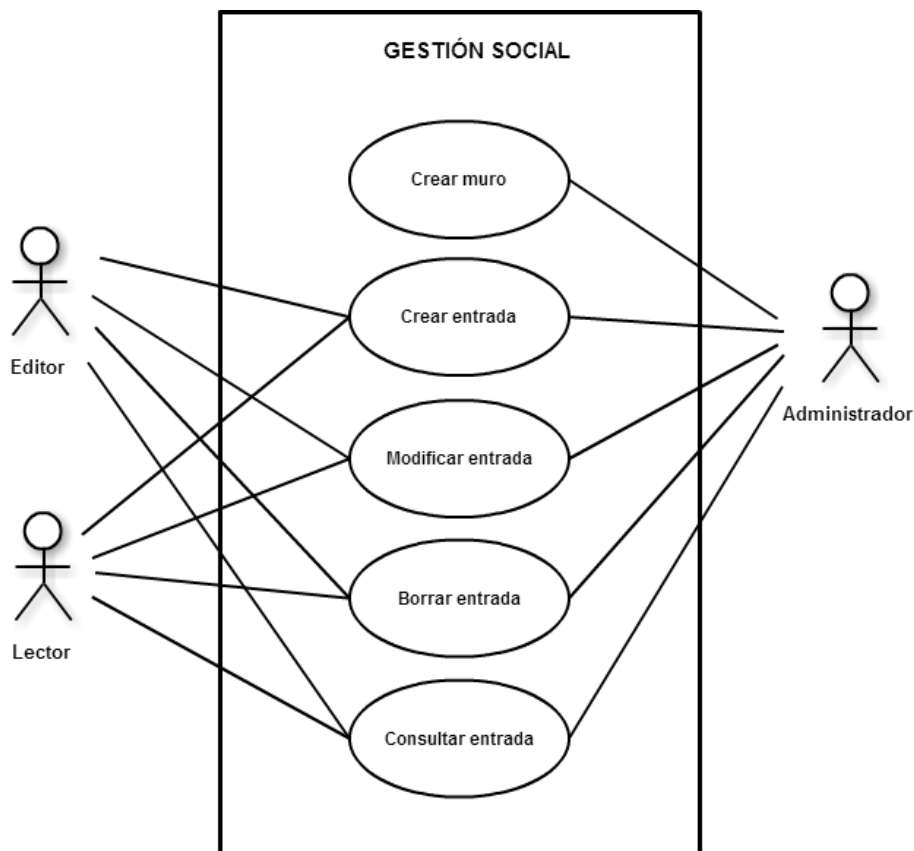 GESTIÓN SOCIAL
Crear muro
Crear entrada
Editor
Administrador
Modificar entrada
Borrar entrada
Lector
Consultar entrada